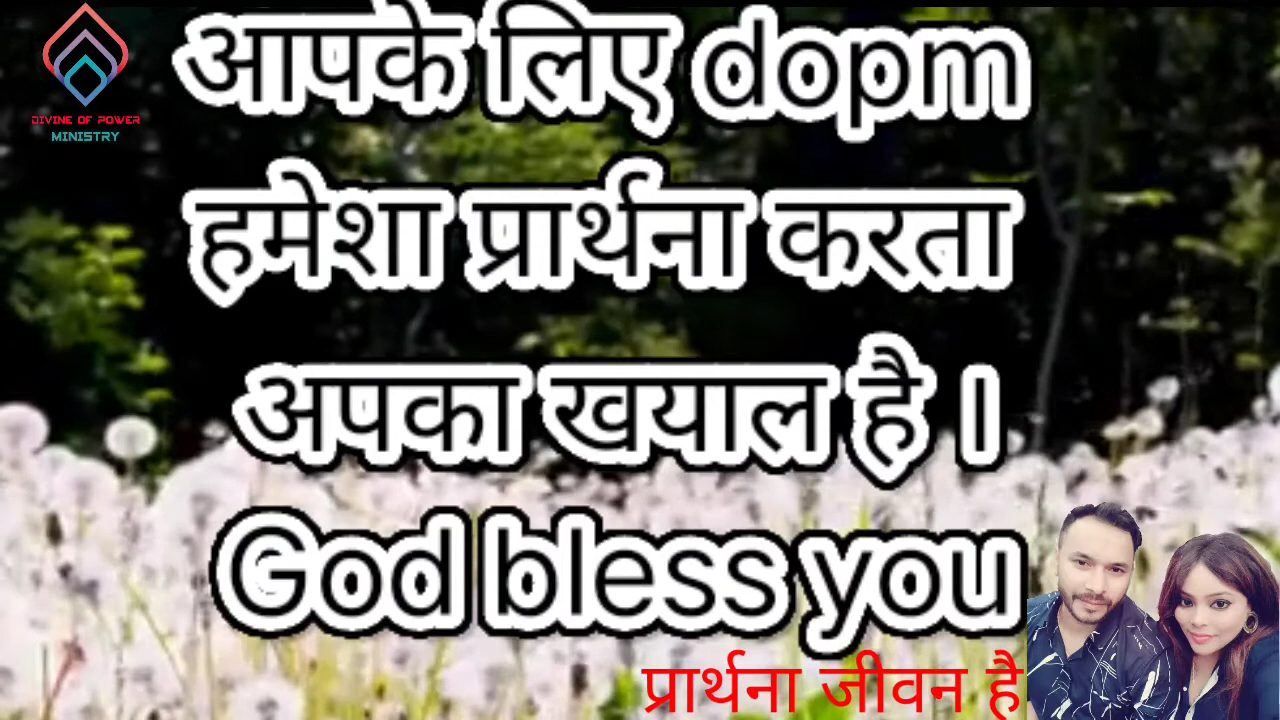 DIVINE OF POWER
MINISTRY
आपके लिए dopm
हमेशा प्रार्थना करता
अपका खयाल है ।
God bless you
प्रार्थना जीवन है